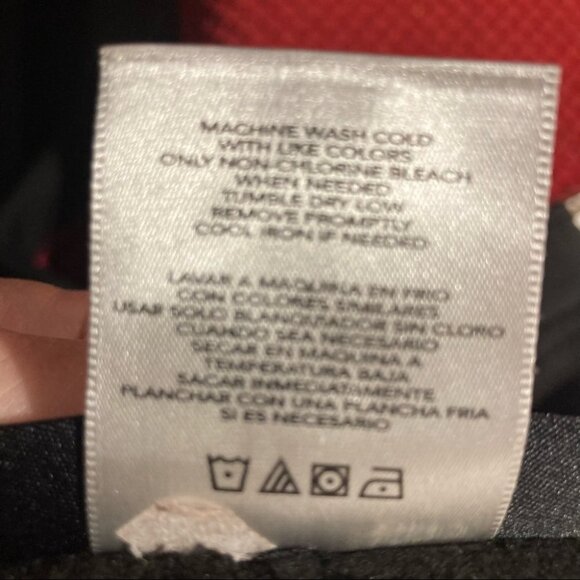 MACHINE WASH COLD
WITH LIKE COLORS
ONLY NON-CHLORINE BLEACH
WHEN NEEDED
TUMBLE DRY LOW
REMOVE PROMPTLY
COOL IRON IF NEEDED
LAVAR A MAQUINA EN FRIO
CON COLORES SIMILARES
USAR SOLO BLANQUEADOR SIN CLORO
CUANDO SEA NECESARIO
SECAR EN MAQUINA A
TEMPERATURA BAJA
SACAR INMEDIATAMENTE
PLANCHAR CON UNA PLANCHA FRIA
SI ES NECESARIO